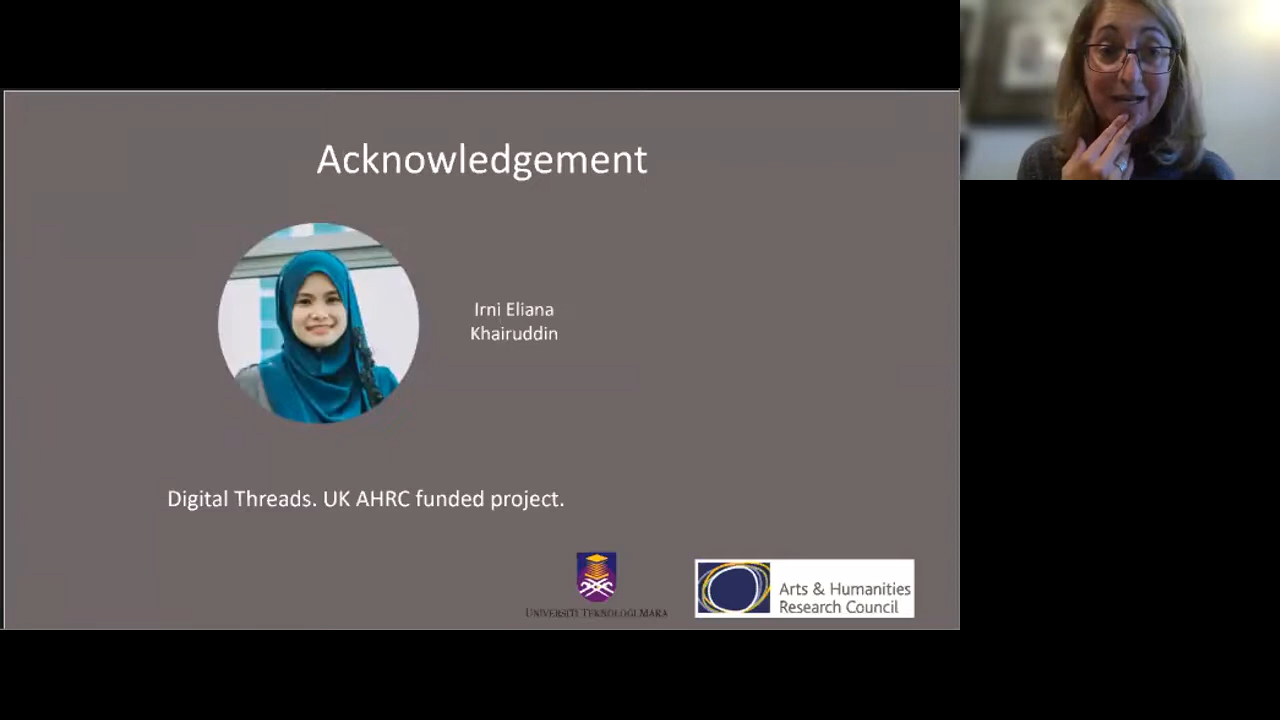 Acknowledgement
Irni Eliana
Khairuddin
Digital Threads. UK AHRC funded project.
UNIVERSITI TEKNOLOGI MARA
Arts & Humanities
Research Council